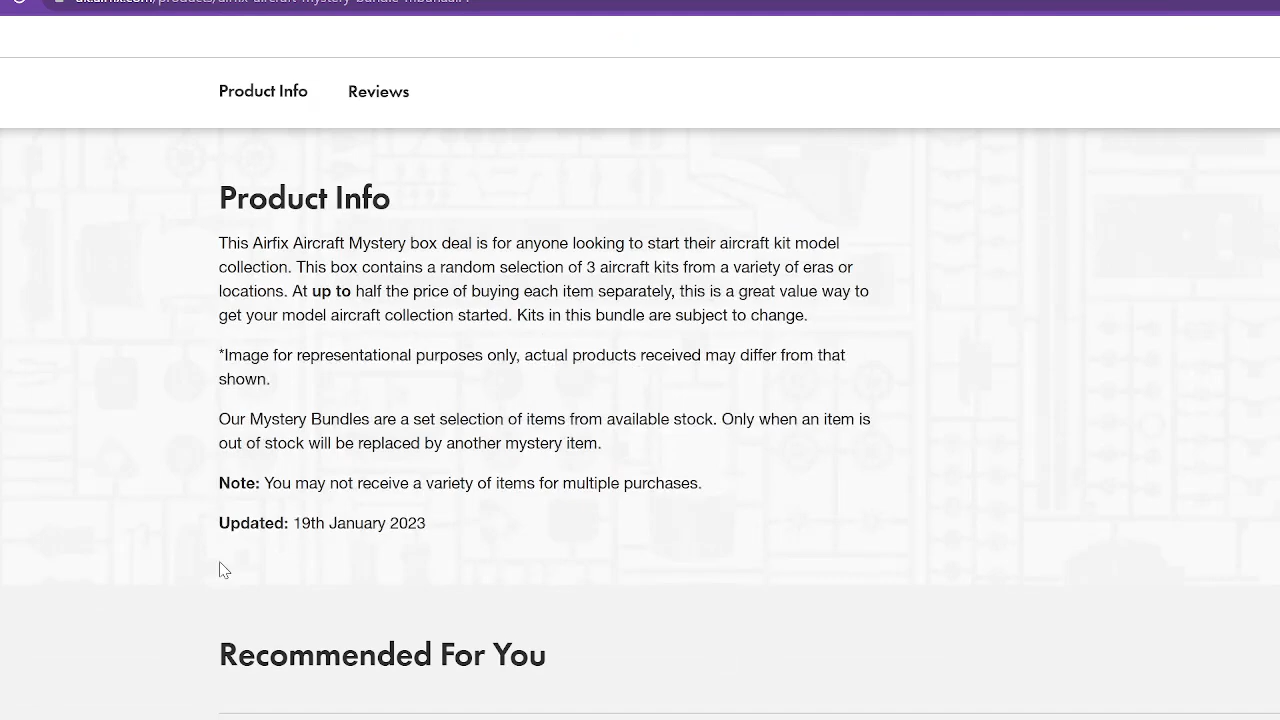 Product Info
Reviews
Product Info
This Airfix Aircraft Mystery box deal is for anyone looking to start their aircraft kit model
collection. This box contains a random selection of 3 aircraft kits from a variety of eras or
locations. At up to half the price of buying each item separately, this is a great value way to
get your model aircraft collection started. Kits in this bundle are subject to change.
*Image for representational purposes only, actual products received may differ from that
shown.
Our Mystery Bundles are a set selection of items from available stock. Only when an item is
out of stock will be replaced by another mystery item.
Note: You may not receive a variety of items for multiple purchases.
Updated: 19th January 2023
Recommended For You